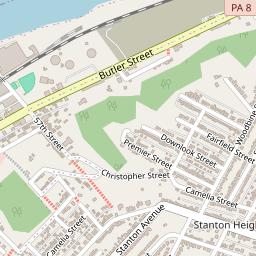 PA 8
Butler Street
57th Street
Woodbine
Fairfield Street
Downlook Street
Premier Street
Christopher Street
Camelia Street
Stanton Heigh
Stanton Avenue
Camelia Street